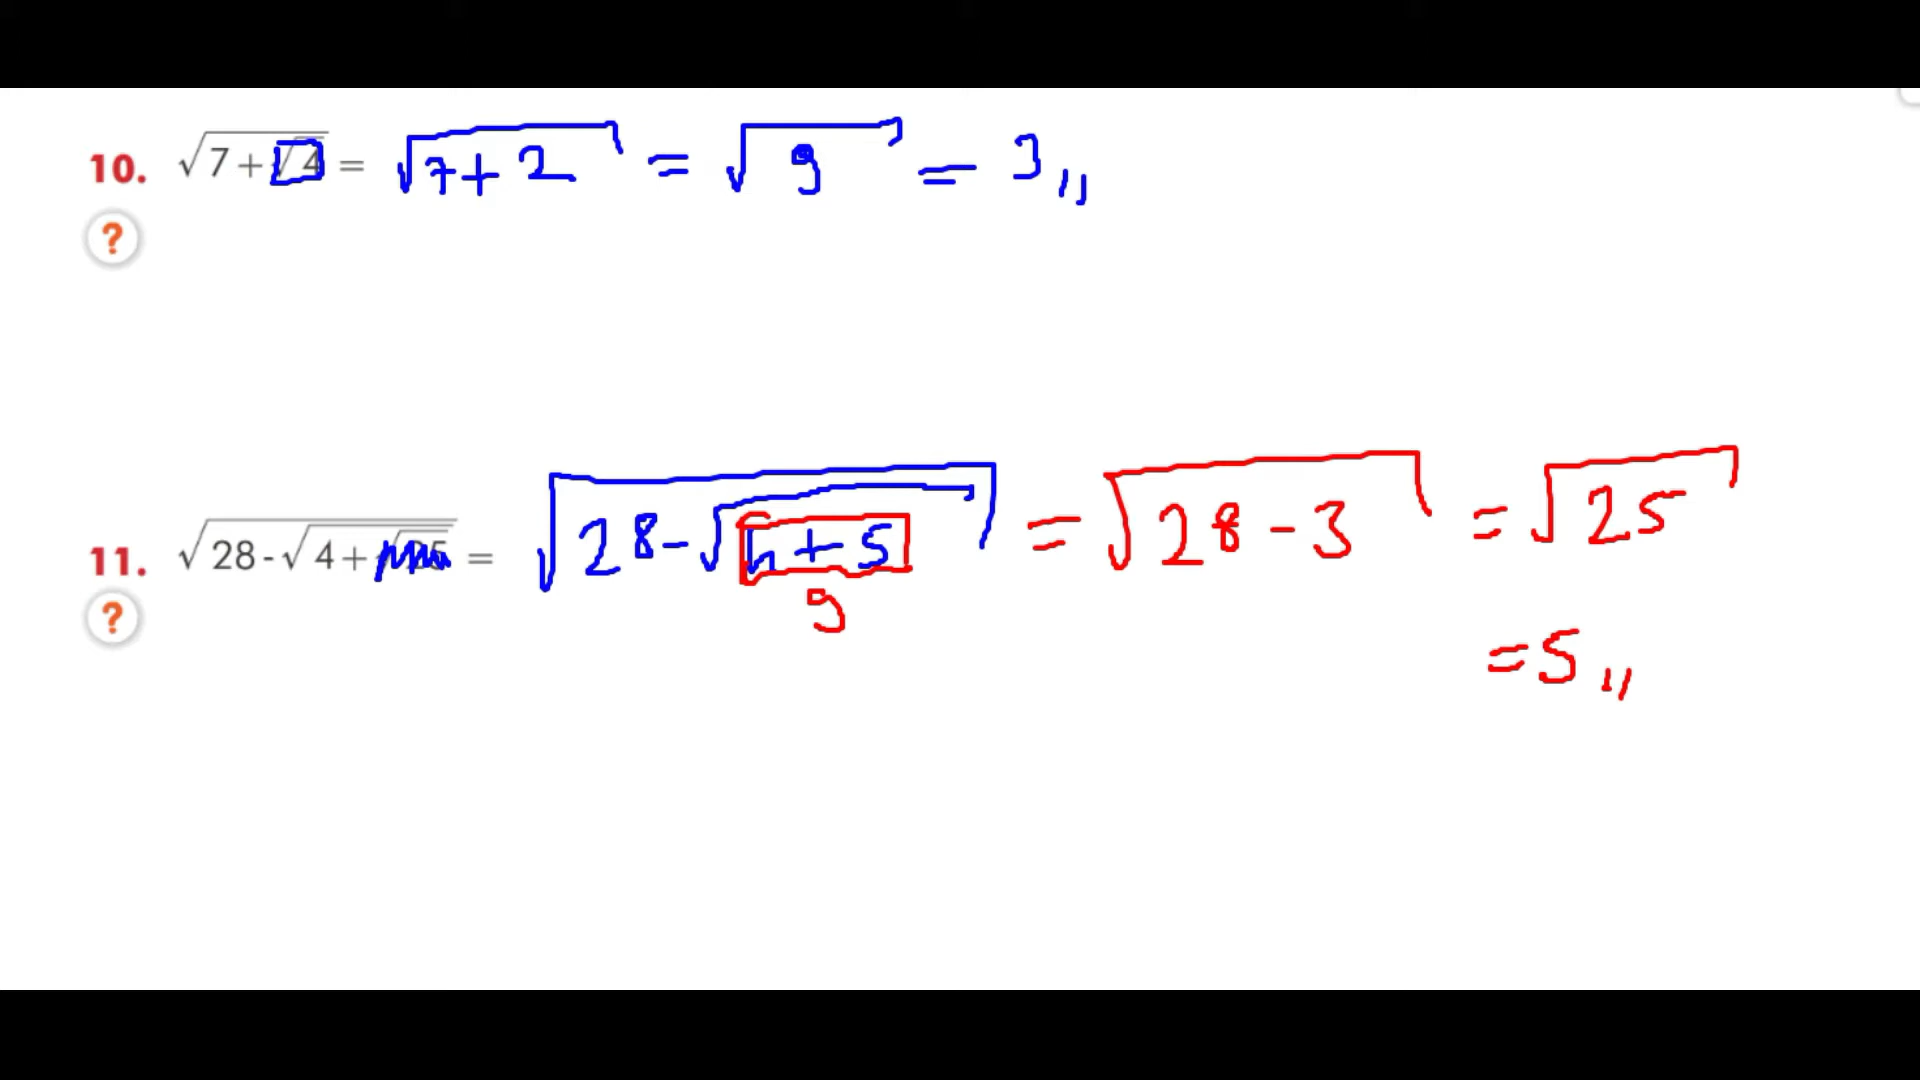 10. √(7+√4) = √(7+2) = √9 = 3,,
?
11. √(28-√(4+√25)) = √(28-√(4+5)) = √(28-3) = √25
9
?
=5,,